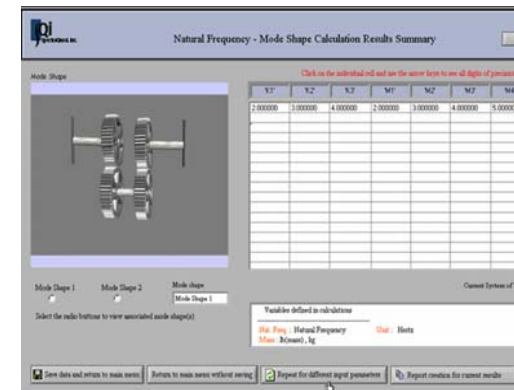 Qi
Natural Frequency - Mode Shape Calculation Results Summary
Mode Shape
Click on the individual cell and use the arrow keys to see all digits of precision
K1' K2' K3' M1' M2' M3' M4
2.000000 3.000000 4.000000 2.000000 3.000000 4.000000 5.00000
Mode Shape 1
Mode Shape 2
Mode shape
Mode Shape 1
Select the radio buttons to view associated mode shape(s)
Current System of
Variables defined in calculations
Nat. Freq : Natural Frequency Unit : Hertz
Mass : lb(mass) , kg
Save data and return to main menu
Return to main menu without saving
Repeat for different input parameters
Report creation for current results